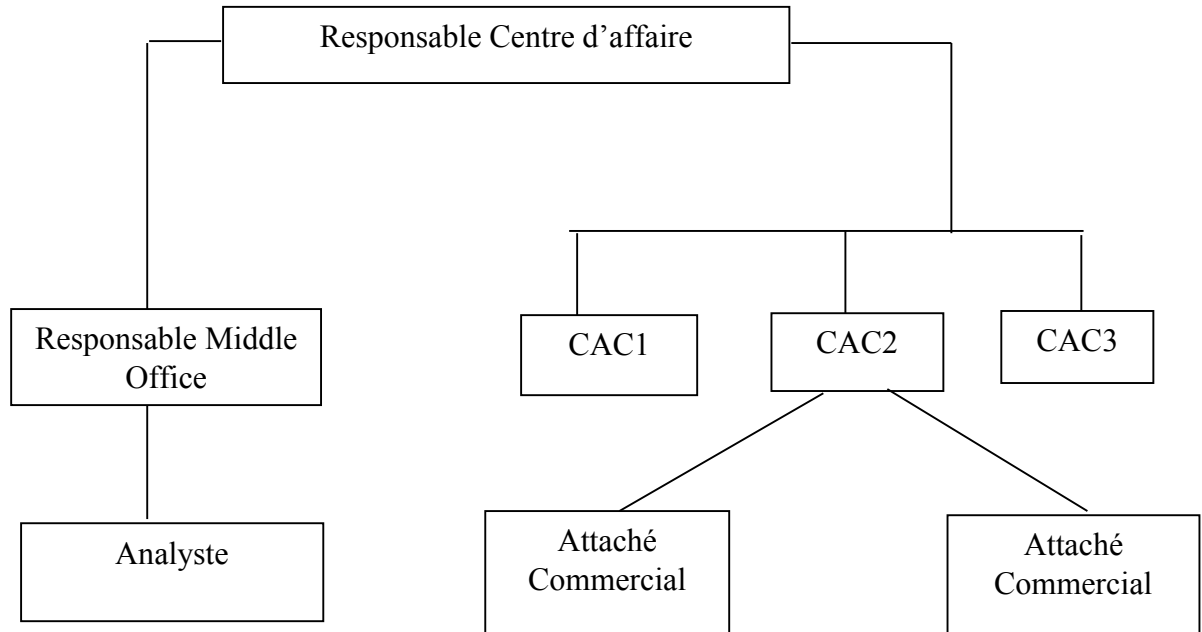 Responsable Centre d’affaire
Responsable Middle
Office
CAC1
CAC2
CAC3
Analyste
Attaché
Commercial
Attaché
Commercial